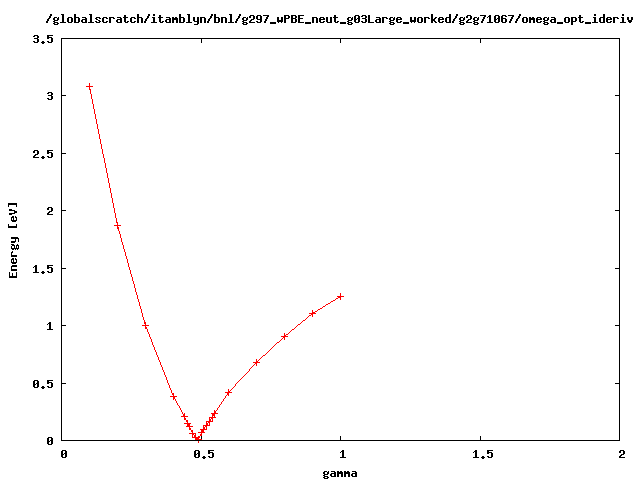 /globalscratch/itamblyn/bnl/g297_wPBE_neut_g03Large_worked/g2g71067/omega_opt_ideriv
3.5
3
2.5
2
1.5
1
0.5
0
Energy [eV]
0 0.5 1 1.5 2
gamma